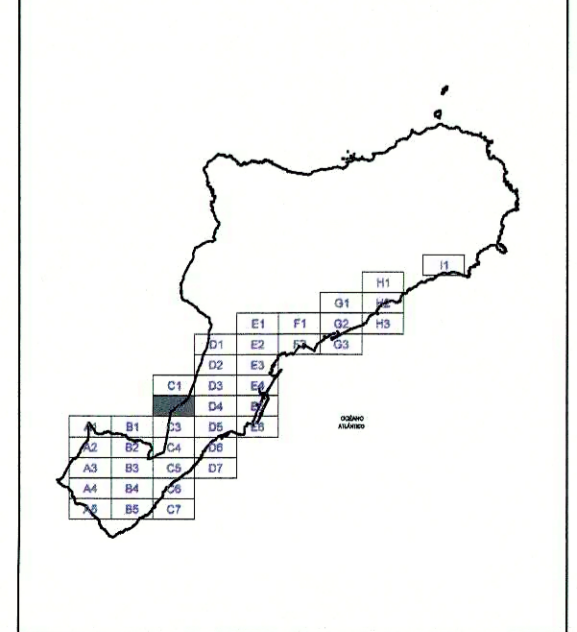 I1
H1
G1 H2
E1 F1 G2 H3
D1 E2 F2 G3
D2 E3
C1 D3 E4
D4
A1 B1 C3 D5 E6
A2 B2 C4 D6
A3 B3 C5 D7
A4 B4 C6
A5 B5 C7
OCÉANO
ATLÁNTICO